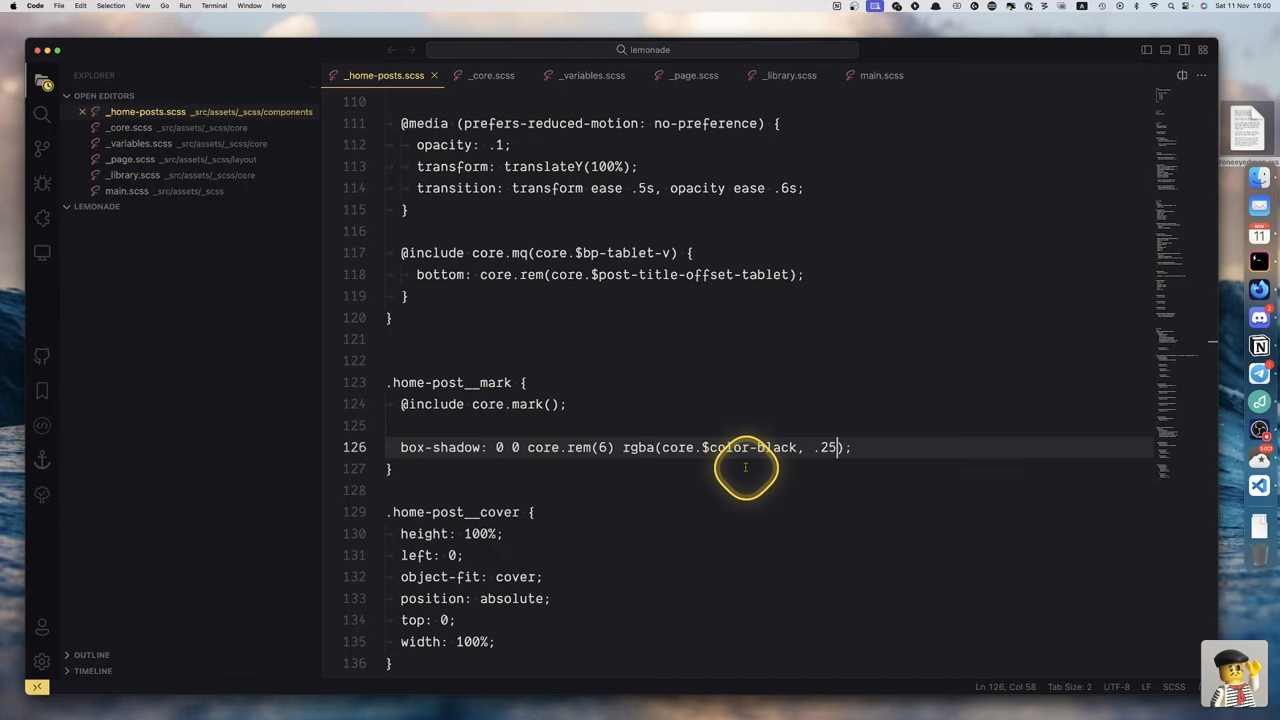 Code File Edit Selection View Go Run Terminal Window Help
A Sat 11 Nov 19:00
lemonade
EXPLORER
OPEN EDITORS
_home-posts.scss _src/assets/_scss/components
_core.scss _src/assets/_scss/core
_variables.scss _src/assets/_scss/core
_page.scss _src/assets/_scss/layout
_library.scss _src/assets/_scss/core
main.scss _src/assets/_scss
LEMONADE
OUTLINE
TIMELINE
_home-posts.scss _core.scss _variables.scss _page.scss _library.scss main.scss
110
111 @media (prefers-reduced-motion: no-preference) {
112 opacity: .1;
113 transform: translateY(100%);
114 transition: transform ease .5s, opacity ease .6s;
115 }
116
117 @include core.mq(core.$bp-tablet-v) {
118 bottom: core.rem(core.$post-title-offset-tablet);
119 }
120 }
121
122
123 .home-post__mark {
124 @include core.mark();
125
126 box-shadow: 0 0 core.rem(6) (core.$color-black, .25);
127 }
128
129 .home-post__cover {
130 height: 100%;
131 left: 0;
132 object-fit: cover;
133 position: absolute;
134 top: 0;
135 width: 100%;
136 }
Ln 126, Col 58 Tab Size: 2 UTF-8 LF SCSS
11